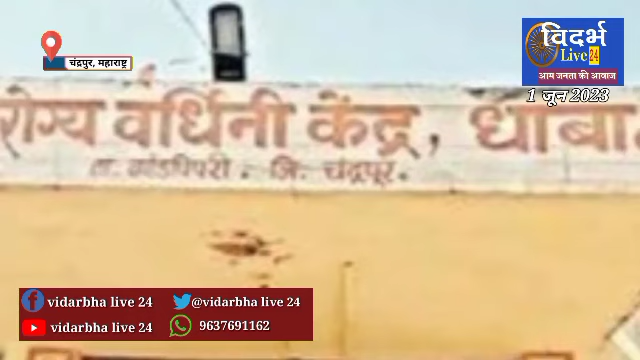 विदर्भ
Live 24
आम जनता की आवाज
चंद्रपुर, महाराष्ट्र
1 जून 2023
रोग्य वर्धिनी केंद्र, धाबा
ता. गोंडपिपरी. जि. चंद्रपूर.
vidarbha live 24
@vidarbha live 24
vidarbha live 24
9637691162